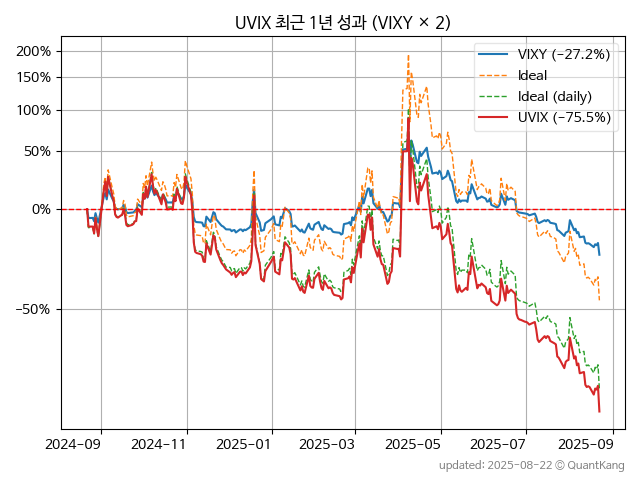 UVIX 최근 1년 성과 (VIXY × 2)
200%
150%
100%
50%
0%
−50%
VIXY (−27.2%)
Ideal
Ideal (daily)
UVIX (−75.5%)
2024-09
2024-11
2025-01
2025-03
2025-05
2025-07
2025-09
updated: 2025-08-22 © QuantKang